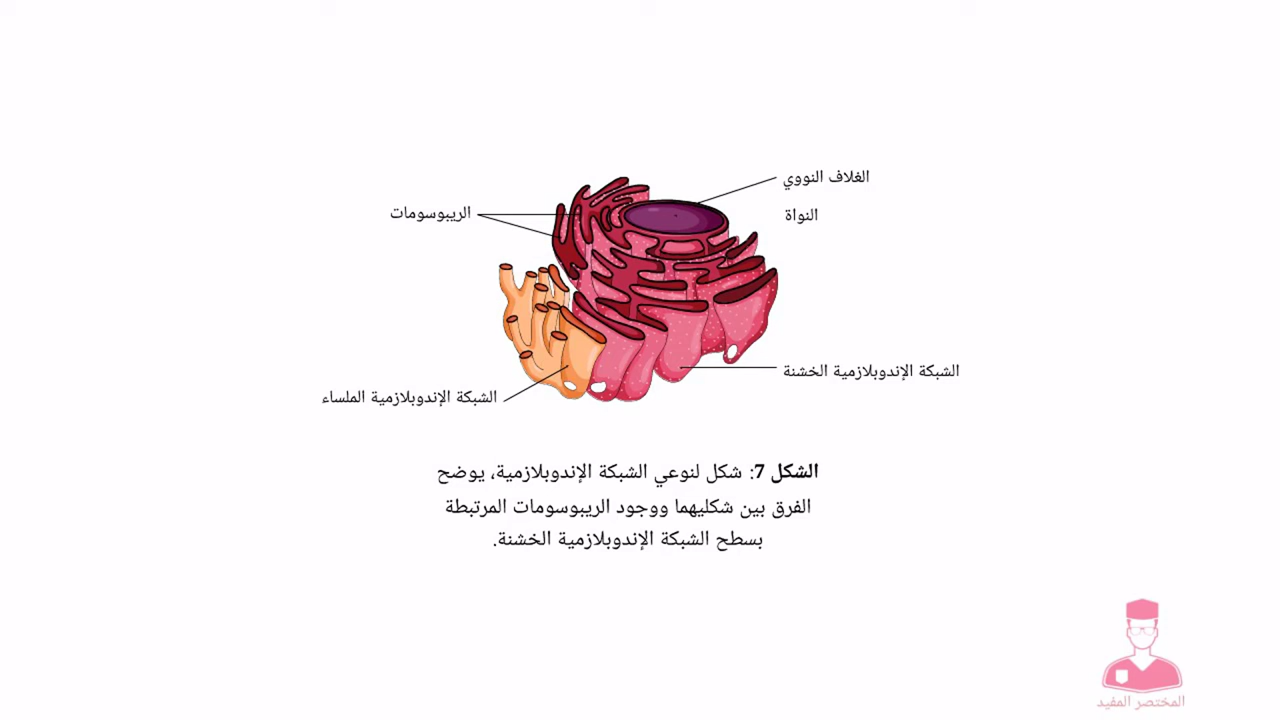 الغلاف النووي
النواة
الريبوسومات
الشبكة الإندوبلازمية الخشنة
الشبكة الإندوبلازمية الملساء
الشكل 7: شكل لنوعي الشبكة الإندوبلازمية، يوضح
الفرق بين شكليهما ووجود الريبوسومات المرتبطة
بسطح الشبكة الإندوبلازمية الخشنة.
المختصر المفيد